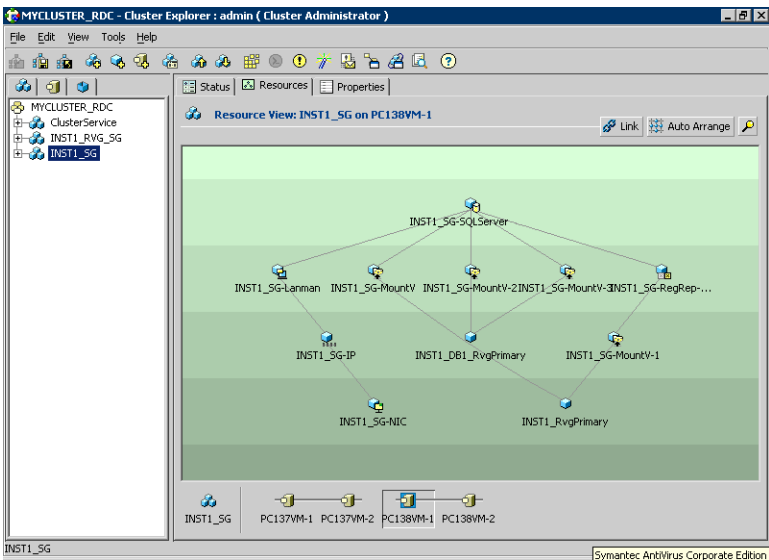 MYCLUSTER_RDC - Cluster Explorer : admin ( Cluster Administrator )
File Edit View Tools Help
Status Resources Properties
MYCLUSTER_RDC
ClusterService
INST1_RVG_SG
INST1_SG
Resource View: INST1_SG on PC138VM-1
Link Auto Arrange
INST1_SG-SQLServer
INST1_SG-Lanman INST1_SG-MountV INST1_SG-MountV-2 INST1_SG-MountV-3 INST1_SG-RegRep-...
INST1_SG-IP INST1_DB1_RvgPrimary INST1_SG-MountV-1
INST1_SG-NIC INST1_RvgPrimary
INST1_SG PC137VM-1 PC137VM-2 PC138VM-1 PC138VM-2
INST1_SG
Symantec AntiVirus Corporate Edition